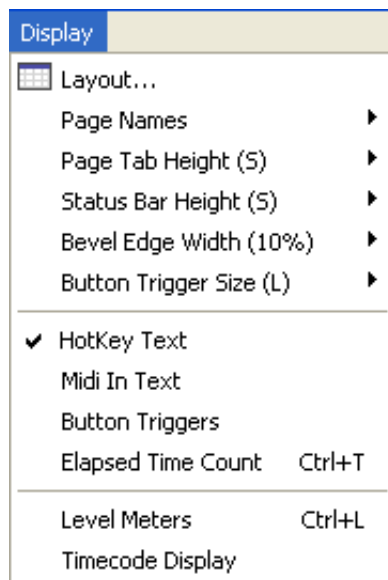 Display
Layout...
Page Names
Page Tab Height (S)
Status Bar Height (S)
Bevel Edge Width (10%)
Button Trigger Size (L)
HotKey Text
Midi In Text
Button Triggers
Elapsed Time Count Ctrl+T
Level Meters Ctrl+L
Timecode Display